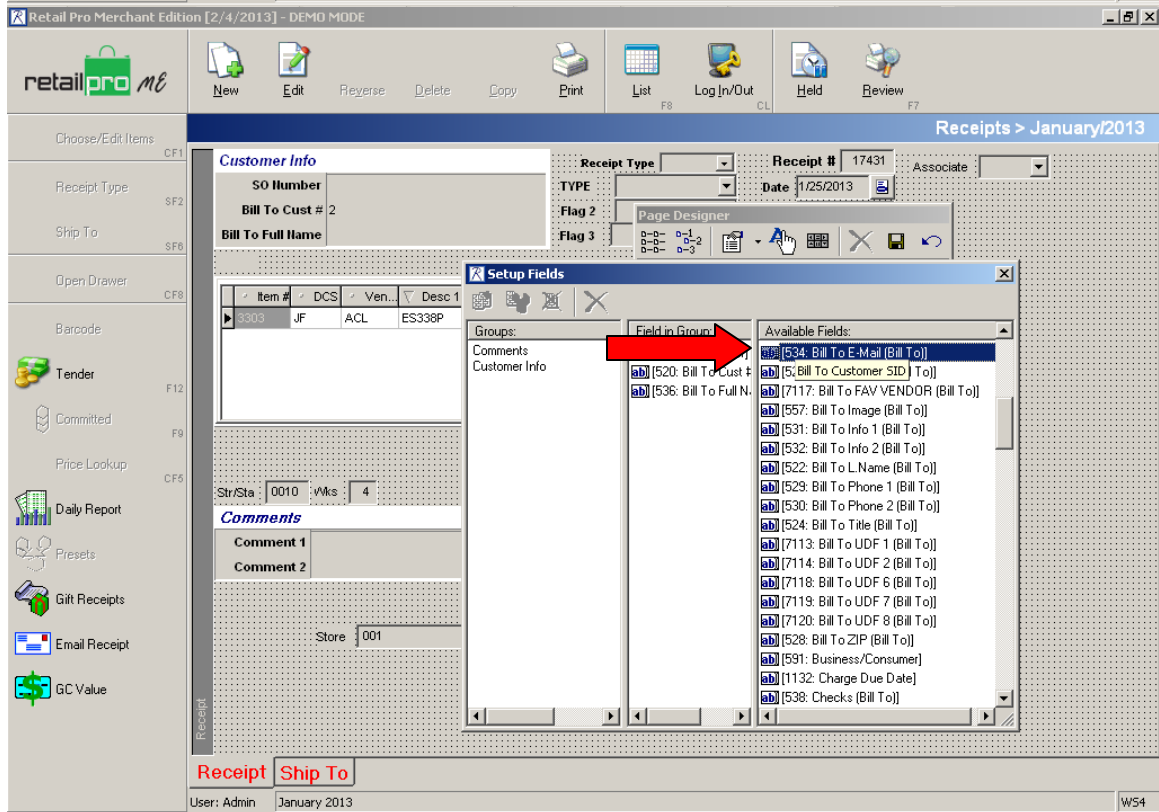 Retail Pro Merchant Edition [2/4/2013] - DEMO MODE
retail pro ME
New
Edit
Reverse
Delete
Copy
Print
List
F8
Log In/Out
CL
Held
Review
F7
Receipts > January/2013
Choose/Edit Items
CF1
Receipt Type
SF2
Ship To
SF6
Open Drawer
CF8
Barcode
Tender
F12
Committed
F9
Price Lookup
CF5
Daily Report
Presets
Gift Receipts
Email Receipt
GC Value
Customer Info
SO Number
Bill To Cust # 2
Bill To Full Name
Receipt Type
TYPE
Flag 2
Flag 3
Receipt # 17431
Date 1/25/2013
Associate
Page Designer
Item # DCS Ven... Desc 1
3303 JF ACL ES338P
Str/Sta 0010 Wks 4
Comments
Comment 1
Comment 2
Store 001
Receipt
Setup Fields
Groups:
Comments
Customer Info
Field in Group:
[520: Bill To Cust #
[536: Bill To Full N
Available Fields:
[534: Bill To E-Mail (Bill To)]
Bill To Customer SID
To)]
[7117: Bill To FAV VENDOR (Bill To)]
[557: Bill To Image (Bill To)]
[531: Bill To Info 1 (Bill To)]
[532: Bill To Info 2 (Bill To)]
[522: Bill To L.Name (Bill To)]
[529: Bill To Phone 1 (Bill To)]
[530: Bill To Phone 2 (Bill To)]
[524: Bill To Title (Bill To)]
[7113: Bill To UDF 1 (Bill To)]
[7114: Bill To UDF 2 (Bill To)]
[7118: Bill To UDF 6 (Bill To)]
[7119: Bill To UDF 7 (Bill To)]
[7120: Bill To UDF 8 (Bill To)]
[528: Bill To ZIP (Bill To)]
[591: Business/Consumer]
[1132: Charge Due Date]
[538: Checks (Bill To)]
Receipt Ship To
User: Admin January 2013 WS4